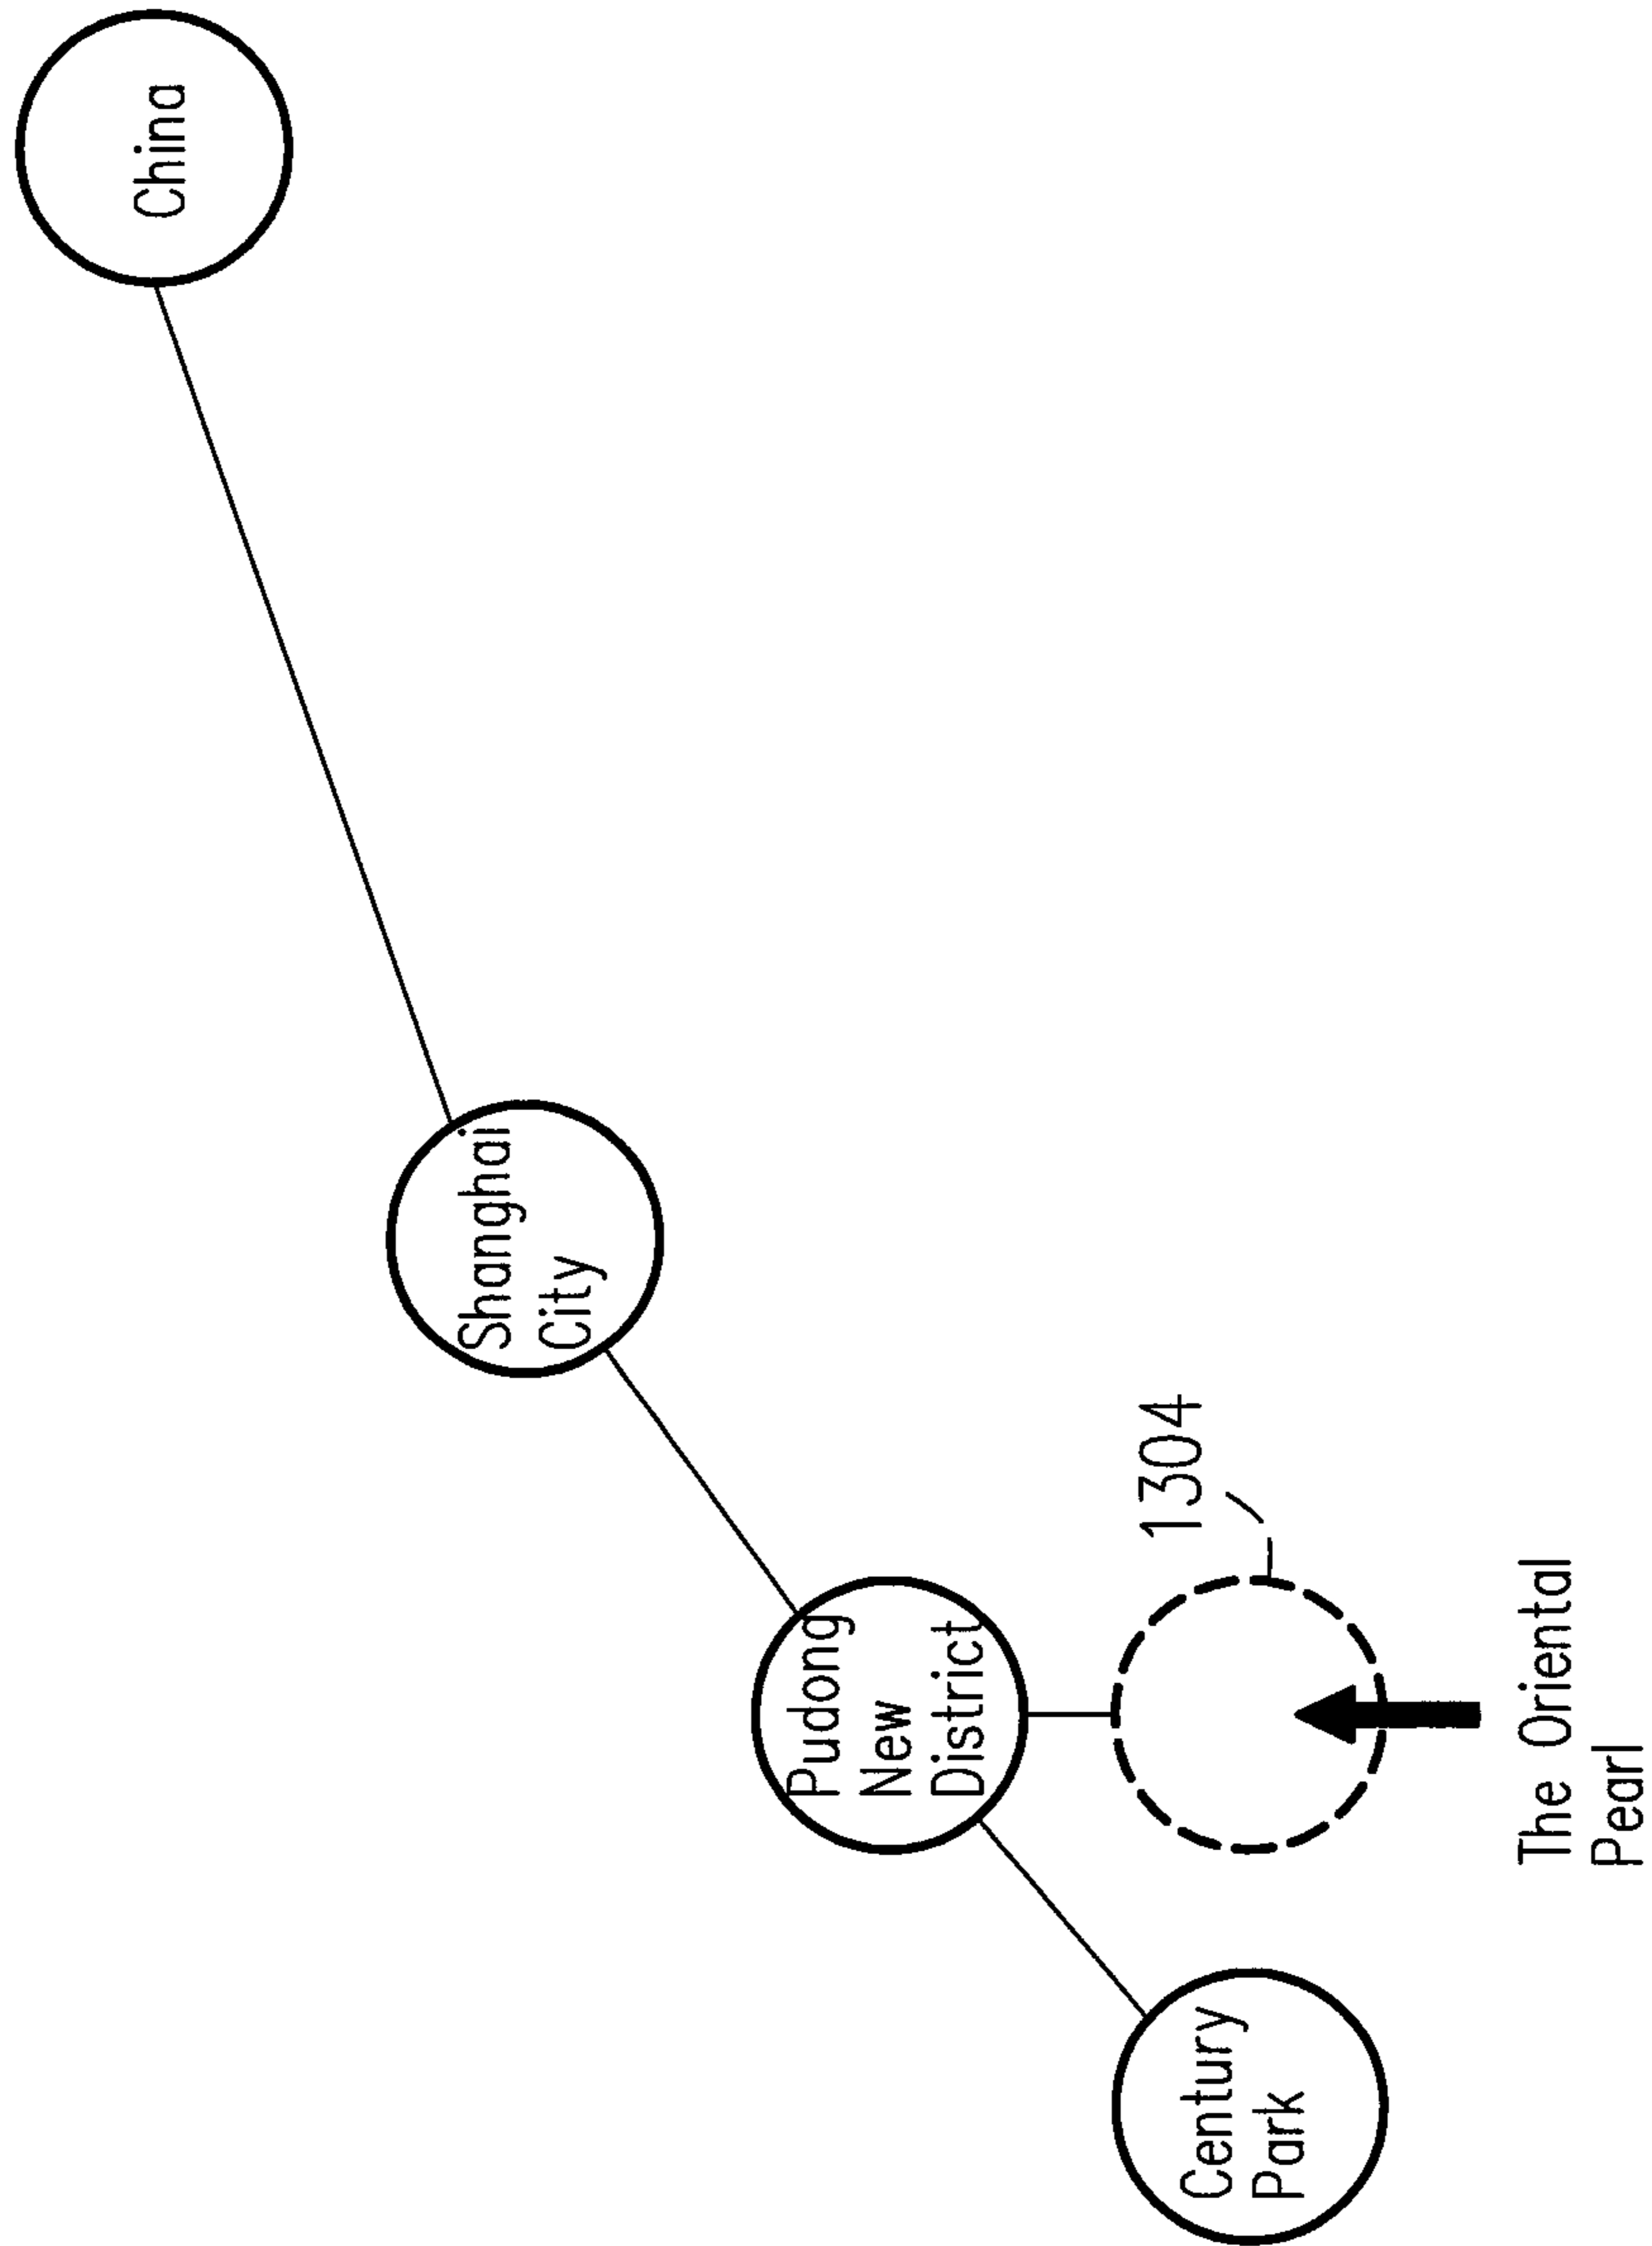 China
Shanghai
City
Pudong
New
District
1304
Century
Park
The Oriental
Pearl